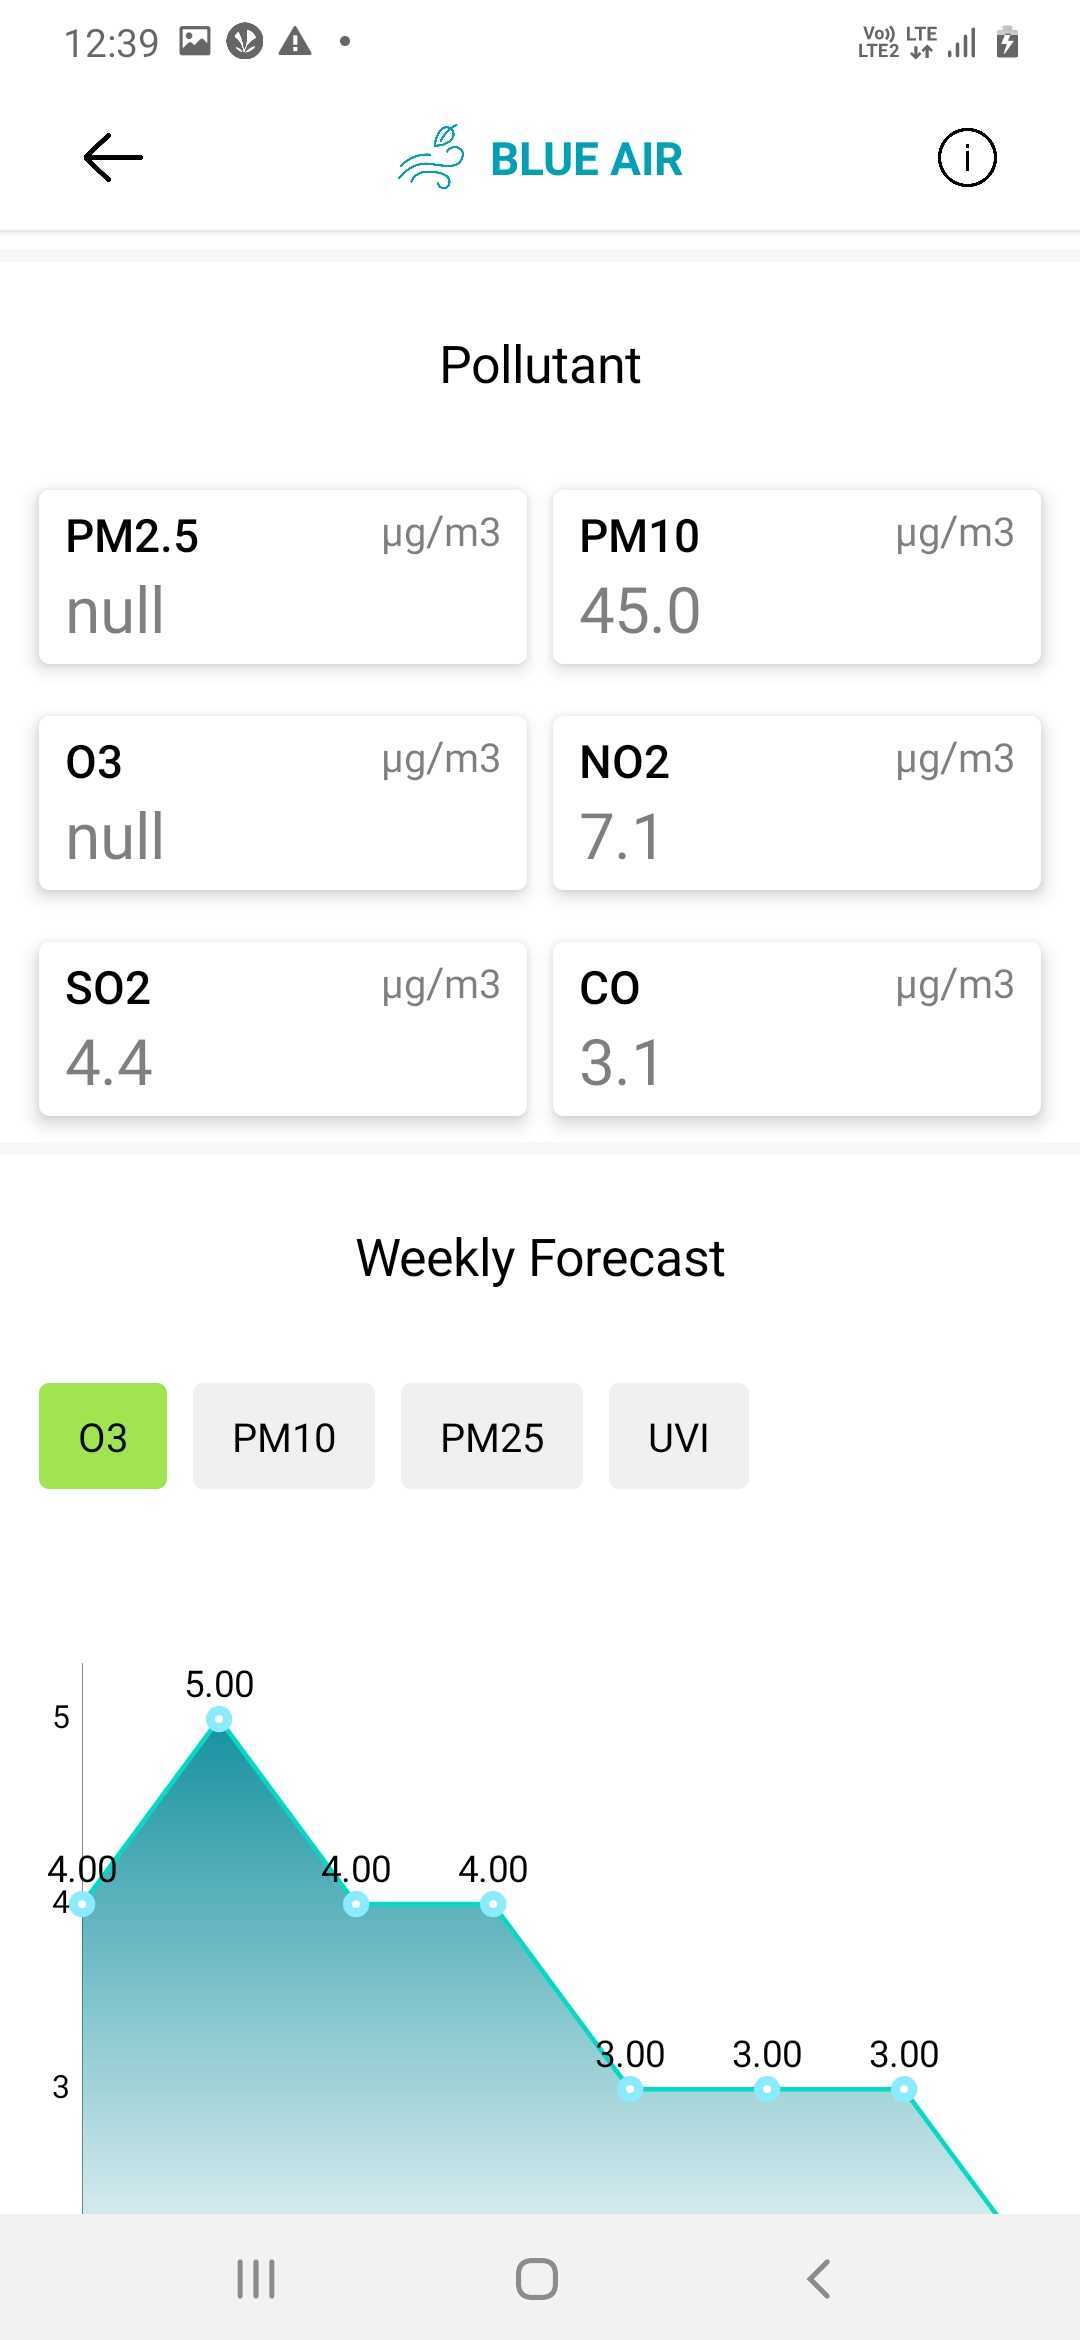 12:39 Vo)) LTE
LTE2
BLUE AIR
Pollutant
PM2.5 µg/m3
null
PM10 µg/m3
45.0
O3 µg/m3
null
NO2 µg/m3
7.1
SO2 µg/m3
4.4
CO µg/m3
3.1
Weekly Forecast
O3 PM10 PM25 UVI
5.00
5
4.00 4.00 4.00
4
3.00 3.00 3.00
3